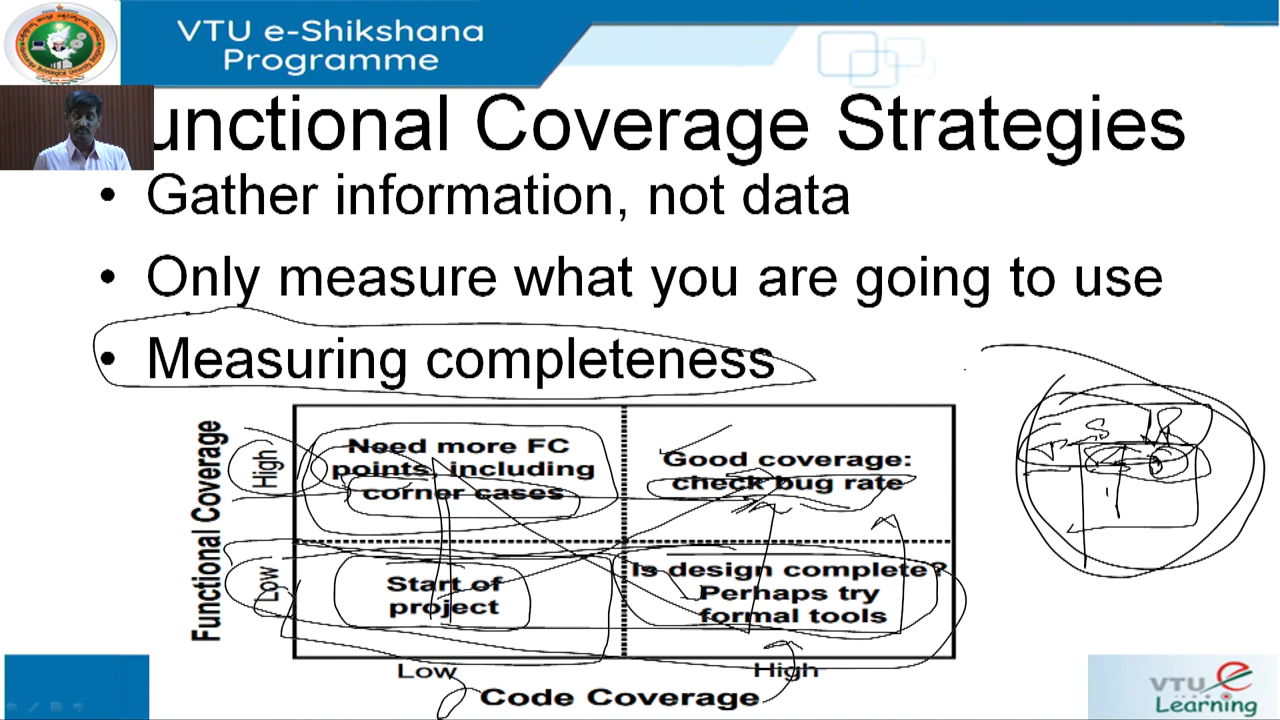 VTU e-Shikshana
Programme
unctional Coverage Strategies
• Gather information, not data
• Only measure what you are going to use
• Measuring completeness
Functional Coverage
High
Low
Need more FC
points, including
corner cases
Good coverage:
check bug rate
Start of
project
Is design complete?
Perhaps try
formal tools
Low
High
Code Coverage
VTU e
Learning